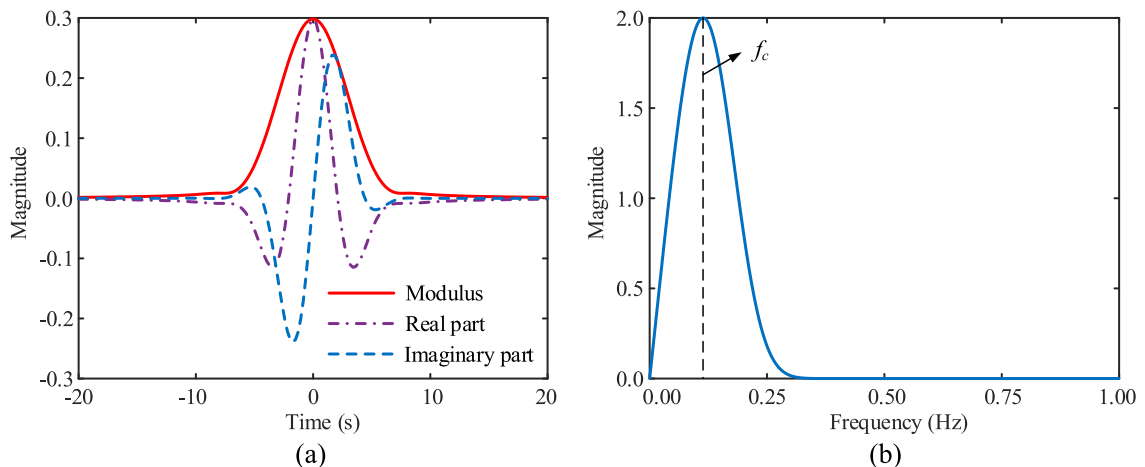 0.3
0.2
0.1
0.0
-0.1
-0.2
-0.3
Magnitude
Modulus
Real part
Imaginary part
-20
-10
0
10
20
Time (s)
(a)
2.0
1.5
1.0
0.5
0.0
Magnitude
f_c
0.00
0.25
0.50
0.75
1.00
Frequency (Hz)
(b)